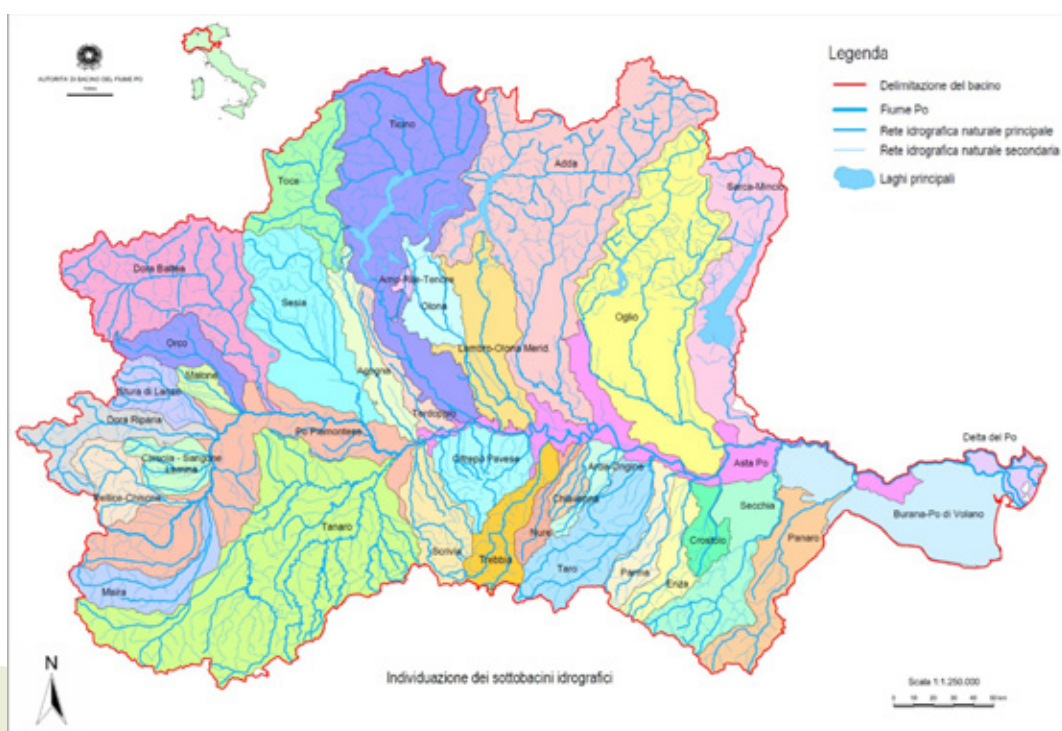 AUTORITÀ DI BACINO DEL FIUME PO
Legenda
Delimitazione del bacino
Fiume Po
Rete idrografica naturale principale
Rete idrografica naturale secondaria
Laghi principali
Ticino
Toce
Adda
Sarca-Mincio
Dora Baltea
Sesia
Arno-Rile-Tenore
Olona
Oglio
Orco
Lambro-Olona Merid.
Agogna
Malone
Stura di Lanzo
Terdoppio
Dora Riparia
Po Piemontese
Delta del Po
Oltrepò Pavese
Arda-Ongina
Asta Po
Pellice-Chisone
Chiavenna
Secchia
Burana-Po di Volano
Tanaro
Nure
Crostolo
Panaro
Scrivia
Trebbia
Taro
Parma
Enza
Maira
N
Individuazione dei sottobacini idrografici
Scala 1:1.250.000